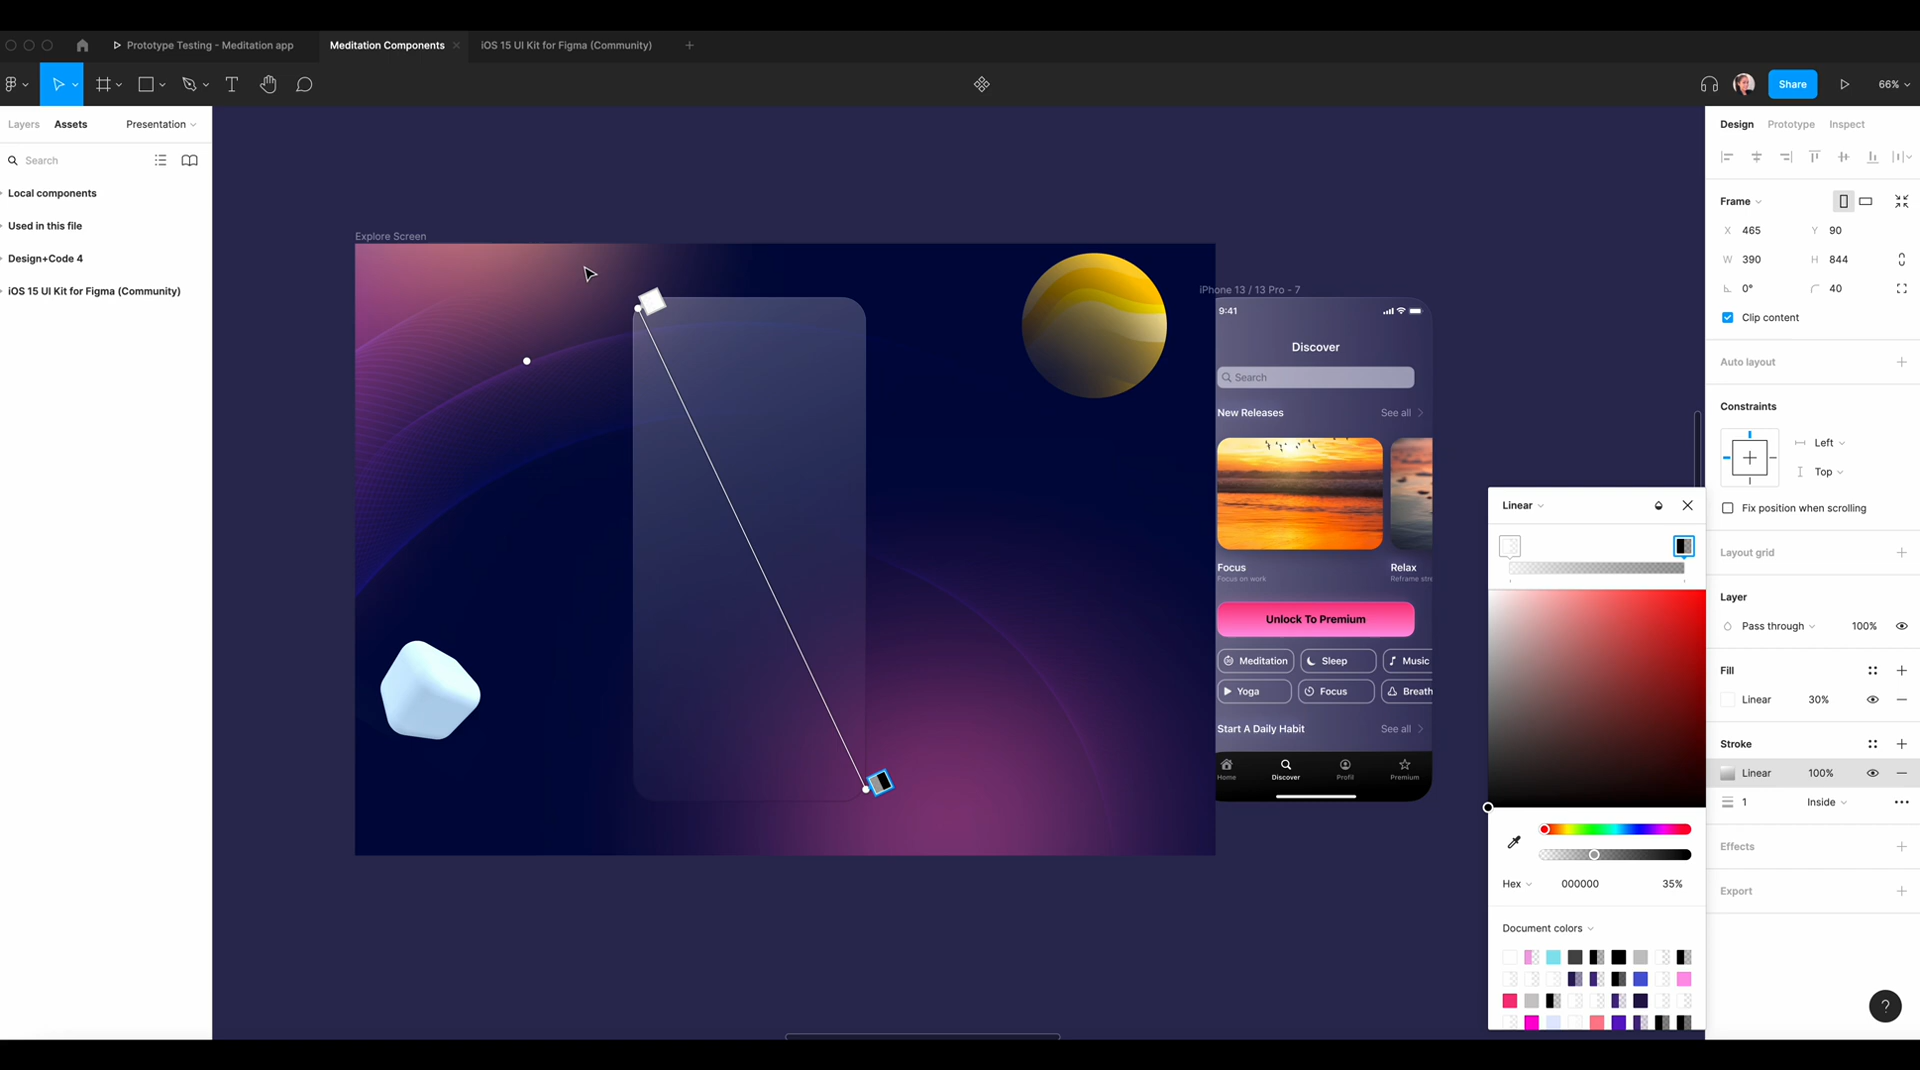 Prototype Testing - Meditation app
Meditation Components
iOS 15 UI Kit for Figma (Community)
Share
66%
Layers
Assets
Presentation
Search
Local components
Used in this file
Design+Code 4
iOS 15 UI Kit for Figma (Community)
Explore Screen
iPhone 13 / 13 Pro - 7
9:41
Discover
Search
New Releases
See all
Focus
Focus on work
Relax
Reframe stre
Unlock To Premium
Meditation
Sleep
Music
Yoga
Focus
Breath
Start A Daily Habit
See all
Home
Discover
Profil
Premium
Linear
Hex
000000
35%
Document colors
Design
Prototype
Inspect
Frame
X 465
Y 90
W 390
H 844
0°
40
Clip content
Auto layout
Constraints
Left
Top
Fix position when scrolling
Layout grid
Layer
Pass through
100%
Fill
Linear
30%
Stroke
Linear
100%
1
Inside
Effects
Export
?